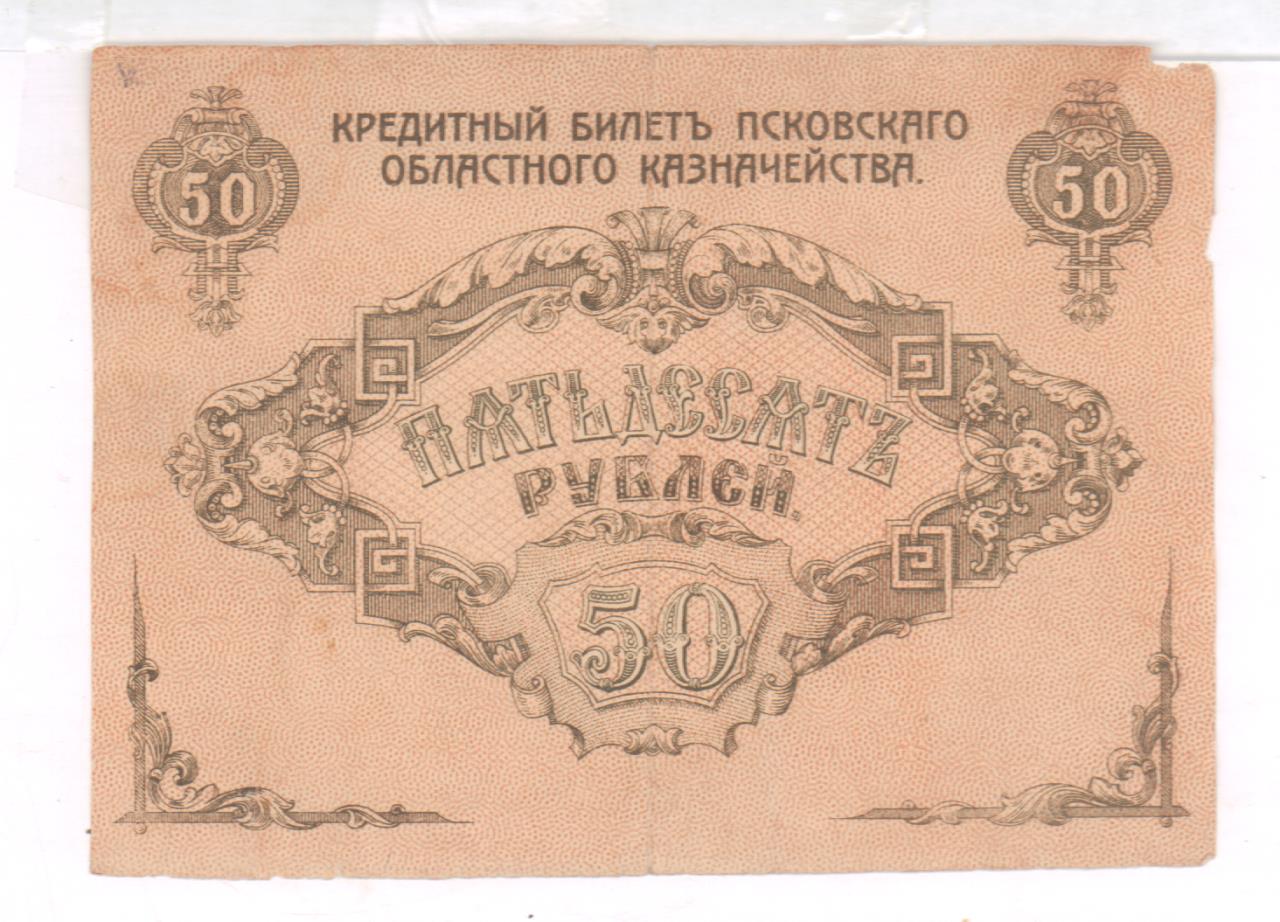 КРЕДИТНЫЙ БИЛЕТЪ ПСКОВСКАГО
ОБЛАСТНОГО КАЗНАЧЕЙСТВА.
50
50
ПЯТЬДЕСЯТЪ
РУБЛЕЙ.
50